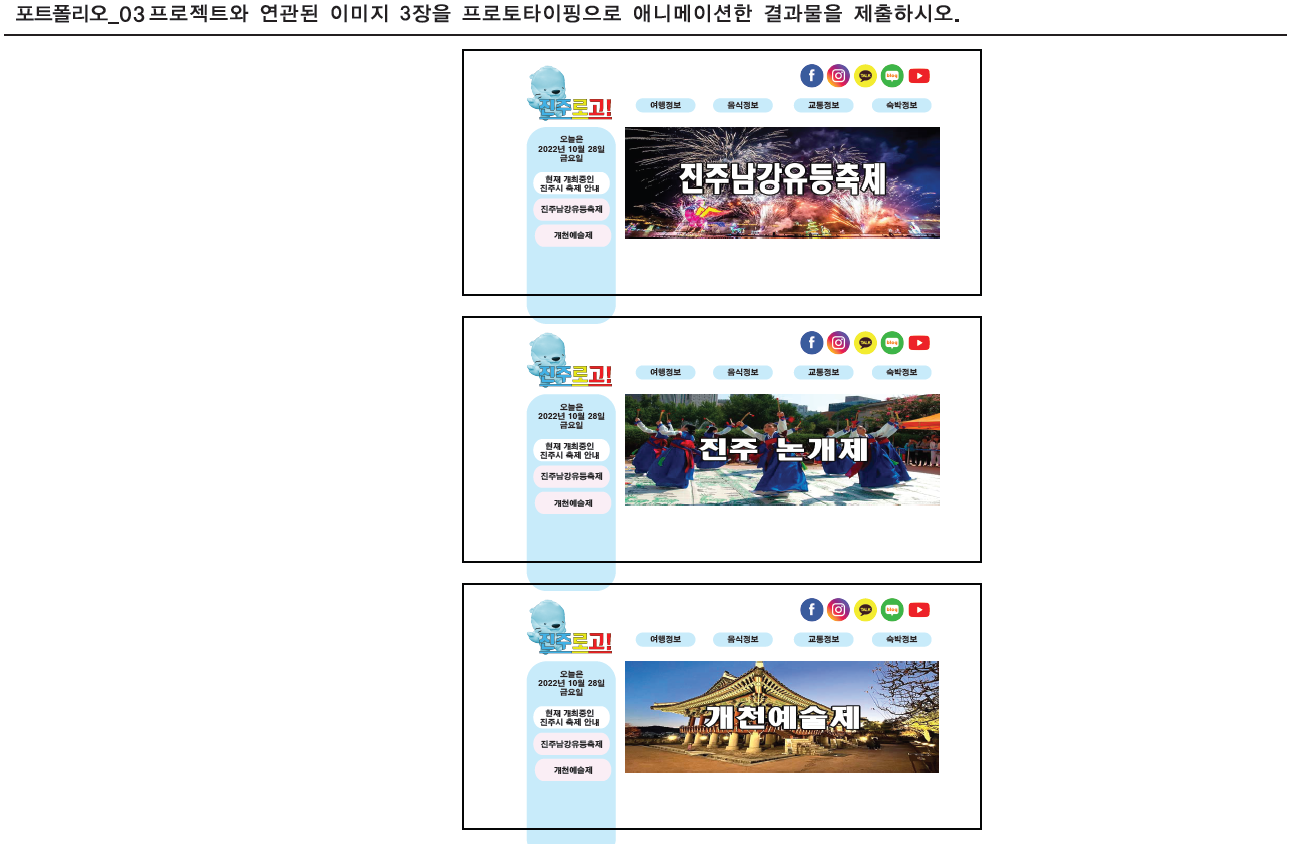 포트폴리오_03프로젝트와 연관된 이미지 3장을 프로토타이핑으로 애니메이션한 결과물을 제출하시오.
TALK
blog
진주로고!
여행정보 음식정보 교통정보 숙박정보
오늘은
2022년 10월 28일
금요일
현재 개최중인
진주시 축제 안내
진주남강유등축제
개천예술제
진주남강유등축제
TALK
blog
진주로고!
여행정보 음식정보 교통정보 숙박정보
오늘은
2022년 10월 28일
금요일
현재 개최중인
진주시 축제 안내
진주남강유등축제
개천예술제
진주 논개제
TALK
blog
진주로고!
여행정보 음식정보 교통정보 숙박정보
오늘은
2022년 10월 28일
금요일
현재 개최중인
진주시 축제 안내
진주남강유등축제
개천예술제
개천예술제